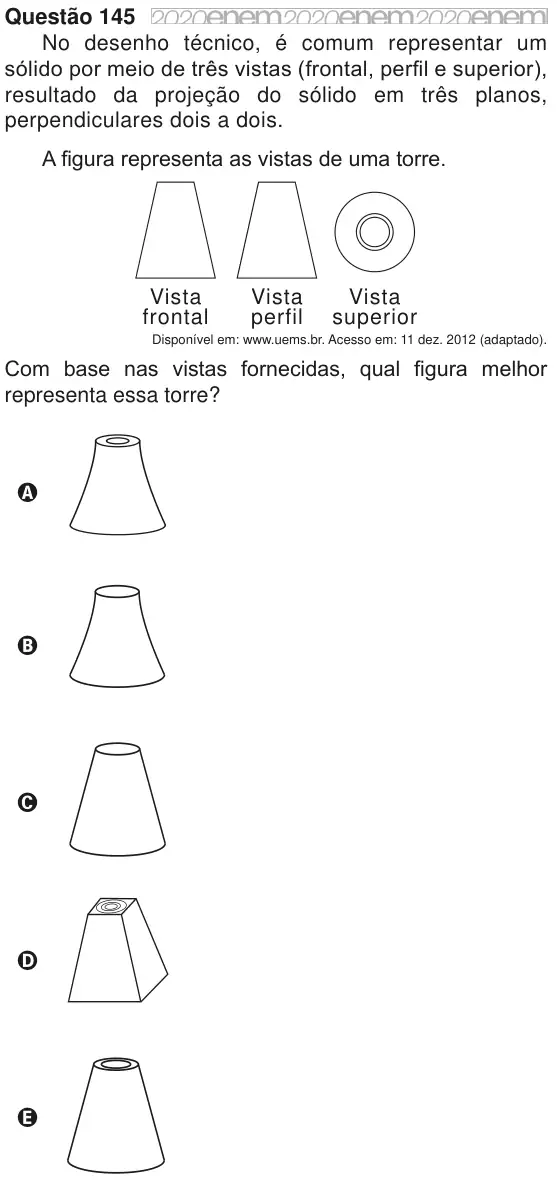 Questão 145 2020enem2020enem2020enem
No desenho técnico, é comum representar um
sólido por meio de três vistas (frontal, perfil e superior),
resultado da projeção do sólido em três planos,
perpendiculares dois a dois.
A figura representa as vistas de uma torre.
Vista frontal
Vista perfil
Vista superior
Disponível em: www.uems.br. Acesso em: 11 dez. 2012 (adaptado).
Com base nas vistas fornecidas, qual figura melhor
representa essa torre?
A
B
C
D
E